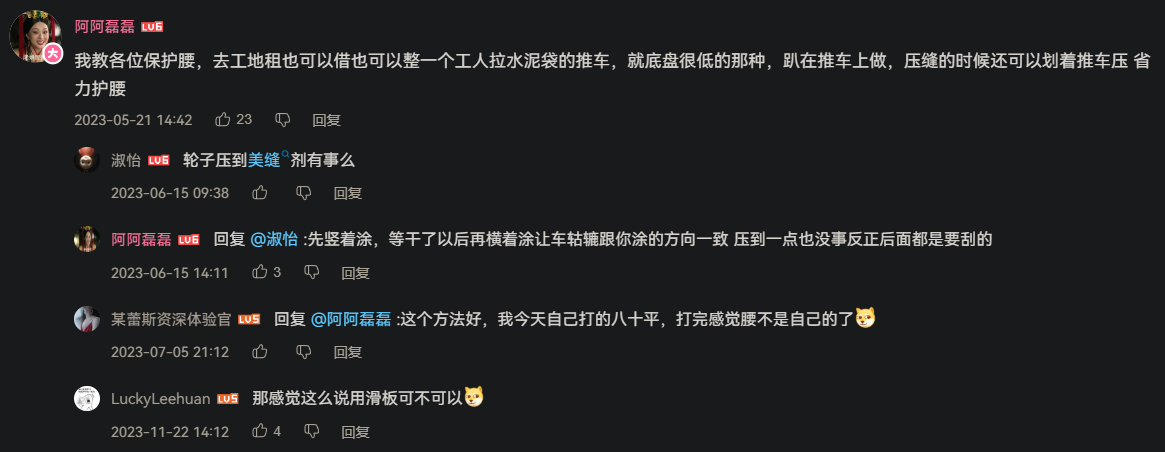 阿阿磊磊 LV6
我教各位保护腰，去工地租也可以借也可以整一个工人拉水泥袋的推车，就底盘很低的那种，趴在推车上做，压缝的时候还可以划着推车压 省
力护腰
2023-05-21 14:42 23 回复
淑怡 LV6 轮子压到美缝剂有事么
2023-06-15 09:38 回复
阿阿磊磊 LV6 回复 @淑怡 :先竖着涂，等干了以后再横着涂让车轱辘跟你涂的方向一致 压到一点也没事反正后面都是要刮的
2023-06-15 14:11 3 回复
某蕾斯资深体验官 LV5 回复 @阿阿磊磊 :这个方法好，我今天自己打的八十平，打完感觉腰不是自己的了
2023-07-05 21:12 回复
LuckyLeehuan LV5 那感觉这么说用滑板可不可以
2023-11-22 14:12 4 回复